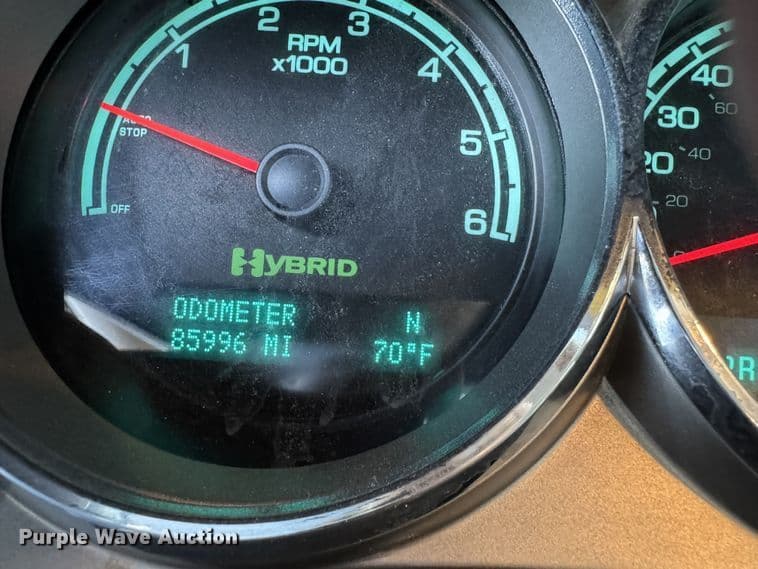 1 2 3 4 5 6
RPM
x1000
AUTO
STOP
OFF
HYBRID
ODOMETER N
85996 MI 70°F
40
60
30
20
40
20
Purple Wave Auction